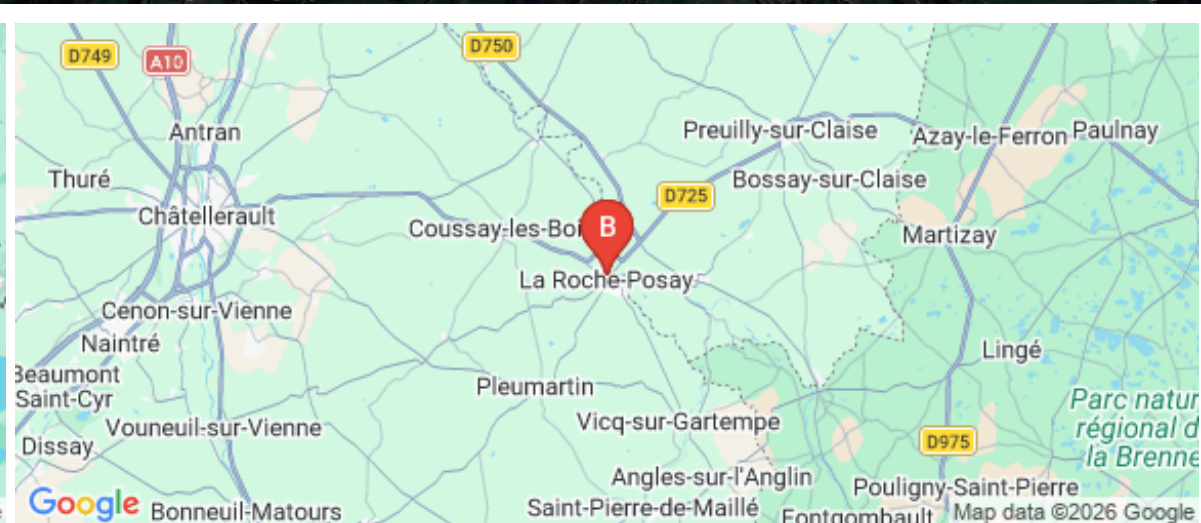 D749
A10
D750
Antran
Preuilly-sur-Claise
Azay-le-Ferron
Paulnay
Thuré
Bossay-sur-Claise
D725
Châtellerault
Coussay-les-Boi
B
Martizay
La Roche-Posay
Cenon-sur-Vienne
Naintré
Lingé
Beaumont
Saint-Cyr
Pleumartin
Parc natur
régional d
la Brenne
Vouneuil-sur-Vienne
Vicq-sur-Gartempe
Dissay
D975
Angles-sur-l'Anglin
Pouligny-Saint-Pierre
Google
Bonneuil-Matours
Saint-Pierre-de-Maillé
Fontgombault
Map data ©2026 Google